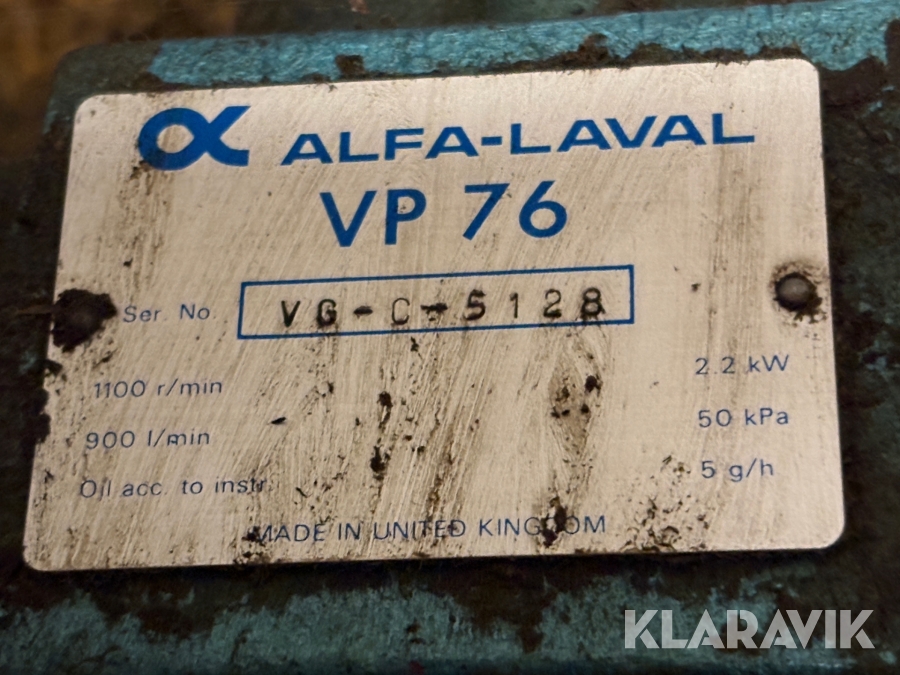 ALFA-LAVAL
VP 76
Ser. No. VG-C-5128
1100 r/min 2.2 kW
900 l/min 50 kPa
Oil acc. to instr. 5 g/h
MADE IN UNITED KINGDOM
KLARAVIK